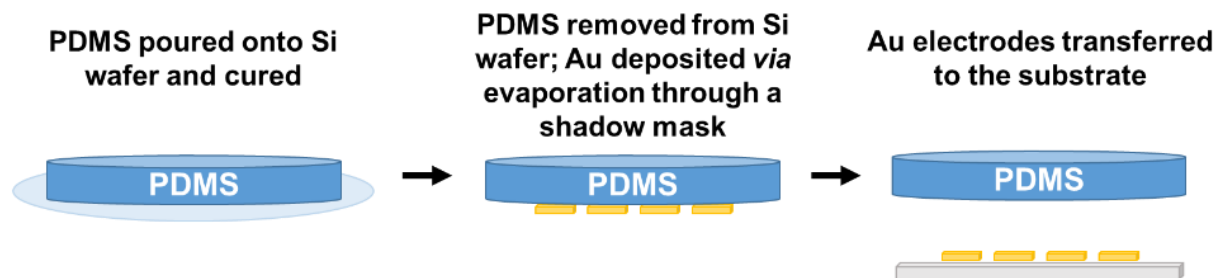 PDMS poured onto Si
wafer and cured
PDMS removed from Si
wafer; Au deposited via
evaporation through a
shadow mask
Au electrodes transferred
to the substrate
PDMS
PDMS
PDMS